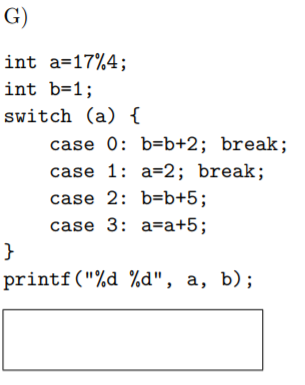 G)
int a=17%4;
int b=1;
switch (a) {
    case 0: b=b+2; break;
    case 1: a=2; break;
    case 2: b=b+5;
    case 3: a=a+5;
}
printf("%d %d", a, b);